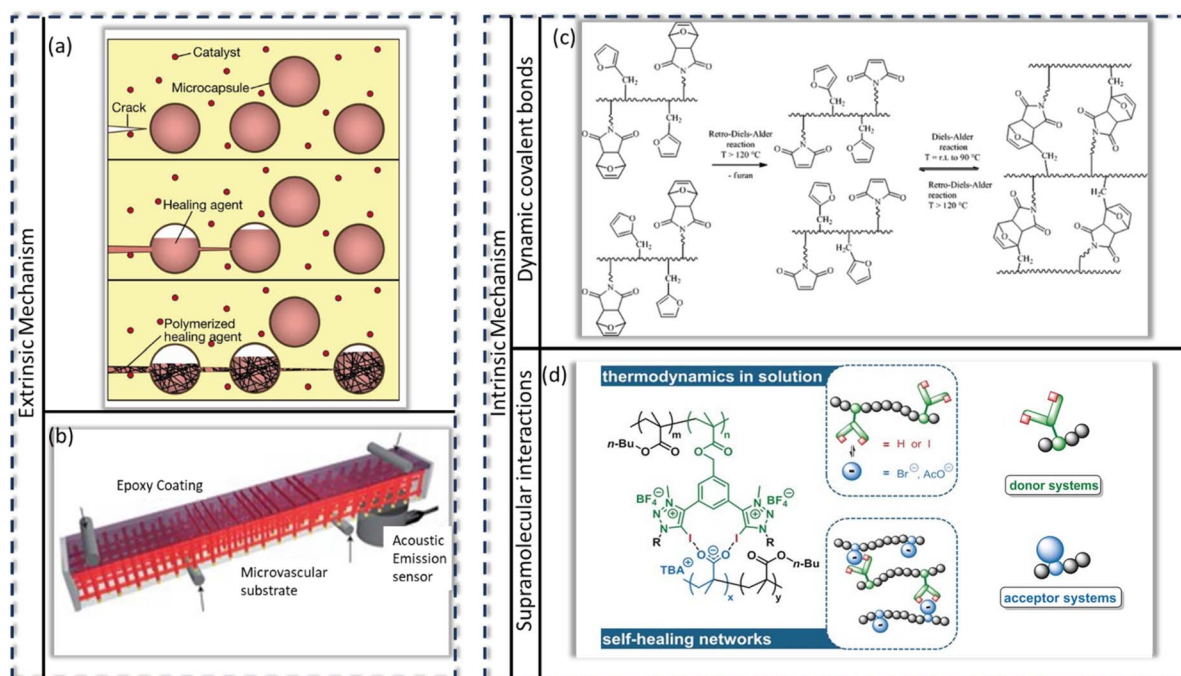 Extrinsic Mechanism
(a)
Catalyst
Microcapsule
Crack
Healing agent
Polymerized
healing agent
(b)
Epoxy Coating
Microvascular
substrate
Acoustic
Emission
sensor
Intrinsic Mechanism
Dynamic covalent bonds
(c)
Retro-Diels-Alder
reaction
T > 120 °C
- furan
Diels-Alder
reaction
T = r.t. to 90 °C
Retro-Diels-Alder
reaction
T > 120 °C
Supramolecular interactions
(d)
thermodynamics in solution
n-Bu
m
n
BF₄⊖
BF₄⊖
R
R
TBA⊕
n-Bu
x
y
= H or I
= Br⊖, AcO⊖
donor systems
acceptor systems
self-healing networks